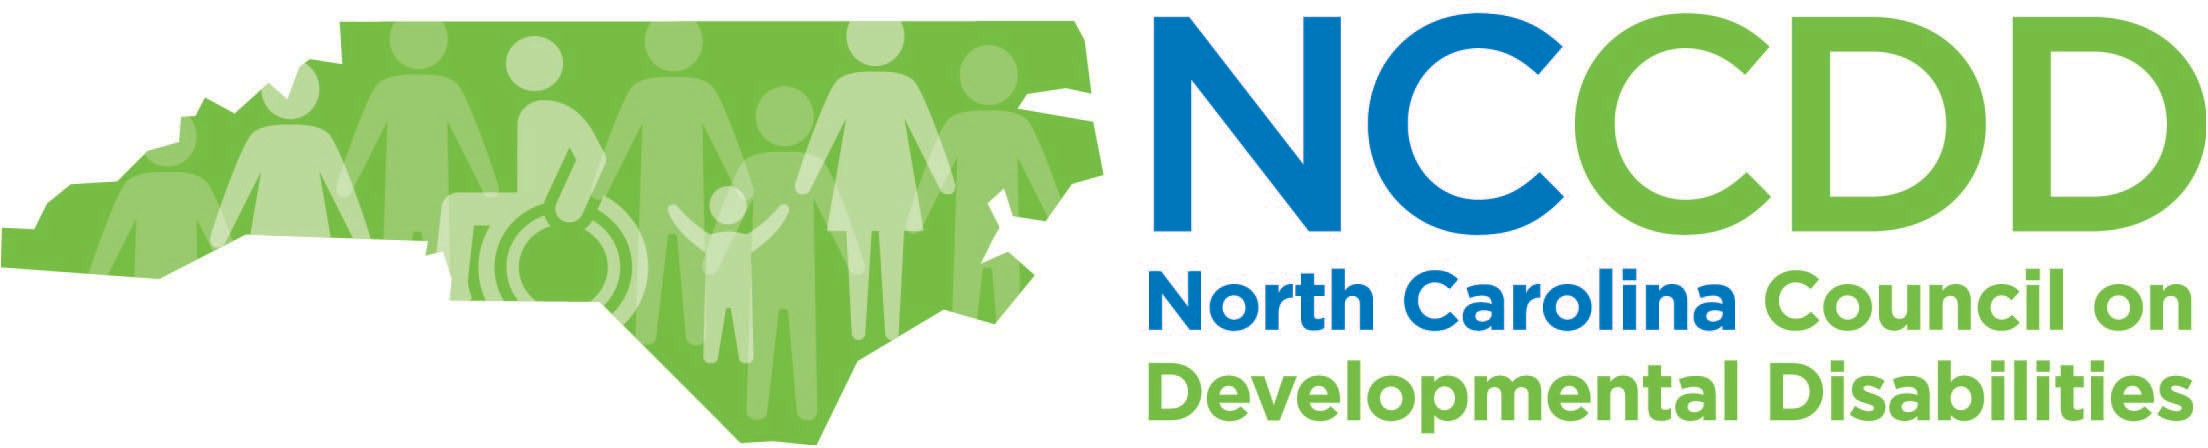 NCCDD
North Carolina Council on
Developmental Disabilities